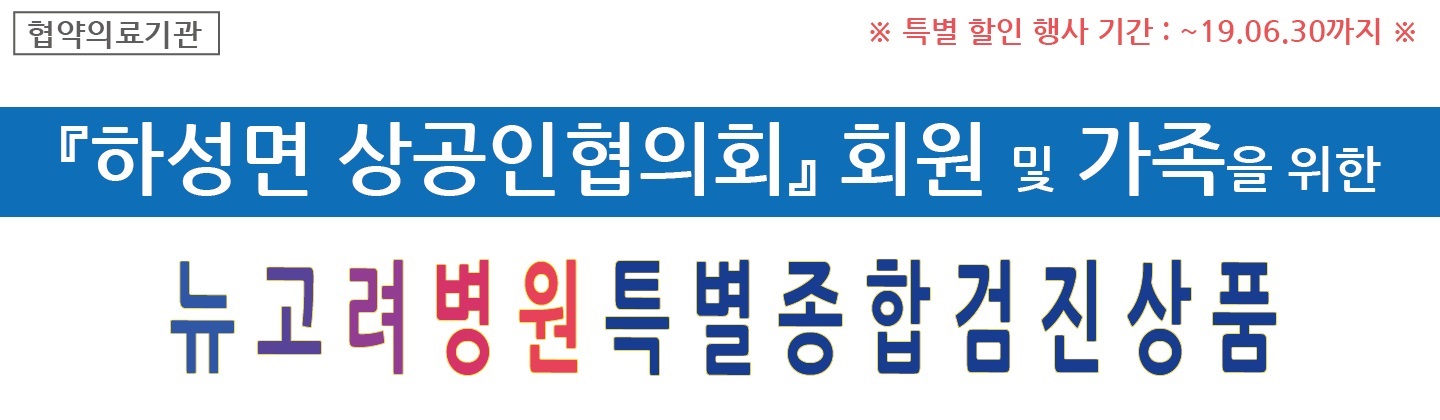 협약의료기관
※ 특별 할인 행사 기간 : ~19.06.30까지 ※
『하성면 상공인협의회』 회원 및 가족을 위한
뉴고려병원특별종합검진상품